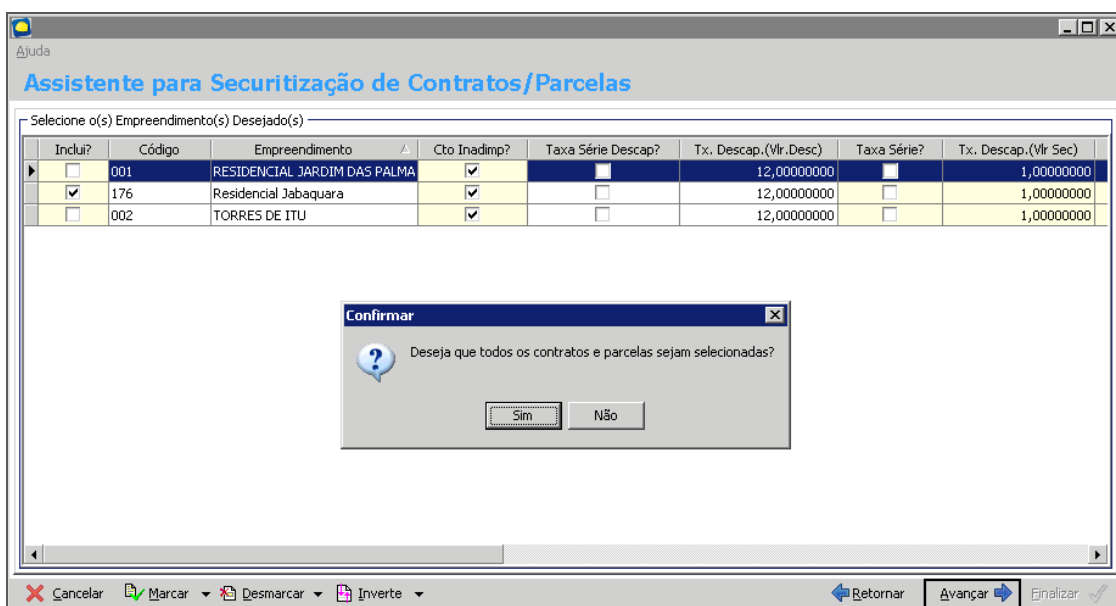 Ajuda
Assistente para Securitização de Contratos/Parcelas
Selecione o(s) Empreendimento(s) Desejado(s)
Inclui? Código Empreendimento Cto Inadimp? Taxa Série Descap? Tx. Descap.(Vlr.Desc) Taxa Série? Tx. Descap.(Vlr Sec)
001 RESIDENCIAL JARDIM DAS PALMA 12,00000000 1,00000000
176 Residencial Jabaquara 12,00000000 1,00000000
002 TORRES DE ITU 12,00000000 1,00000000
Confirmar
Deseja que todos os contratos e parcelas sejam selecionadas?
Sim Não
Cancelar Marcar Desmarcar Inverte Retornar Avançar Finalizar